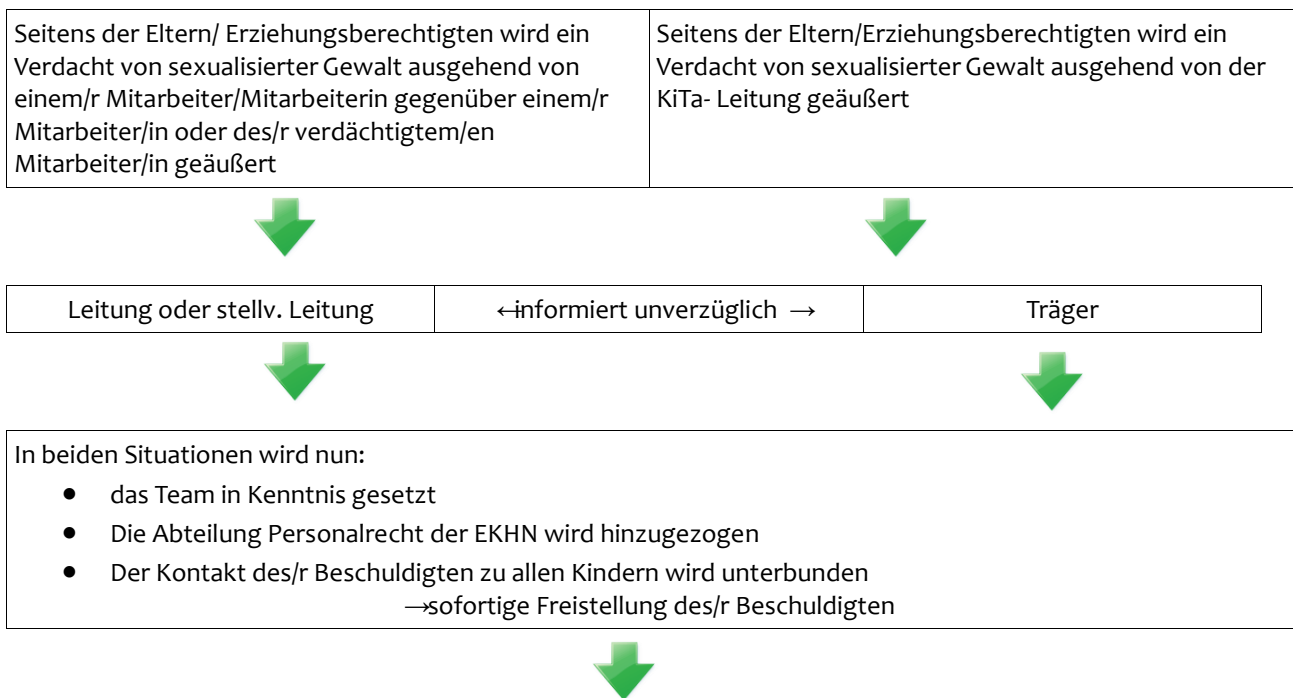 Seitens der Eltern/ Erziehungsberechtigten wird ein
Verdacht von sexualisierter Gewalt ausgehend von
einem/r Mitarbeiter/Mitarbeiterin gegenüber einem/r
Mitarbeiter/in oder des/r verdächtigtem/en
Mitarbeiter/in geäußert
Seitens der Eltern/Erziehungsberechtigten wird ein
Verdacht von sexualisierter Gewalt ausgehend von der
KiTa- Leitung geäußert
Leitung oder stellv. Leitung
←informiert unverzüglich →
Träger
In beiden Situationen wird nun:
● das Team in Kenntnis gesetzt
● Die Abteilung Personalrecht der EKHN wird hinzugezogen
● Der Kontakt des/r Beschuldigten zu allen Kindern wird unterbunden
→sofortige Freistellung des/r Beschuldigten